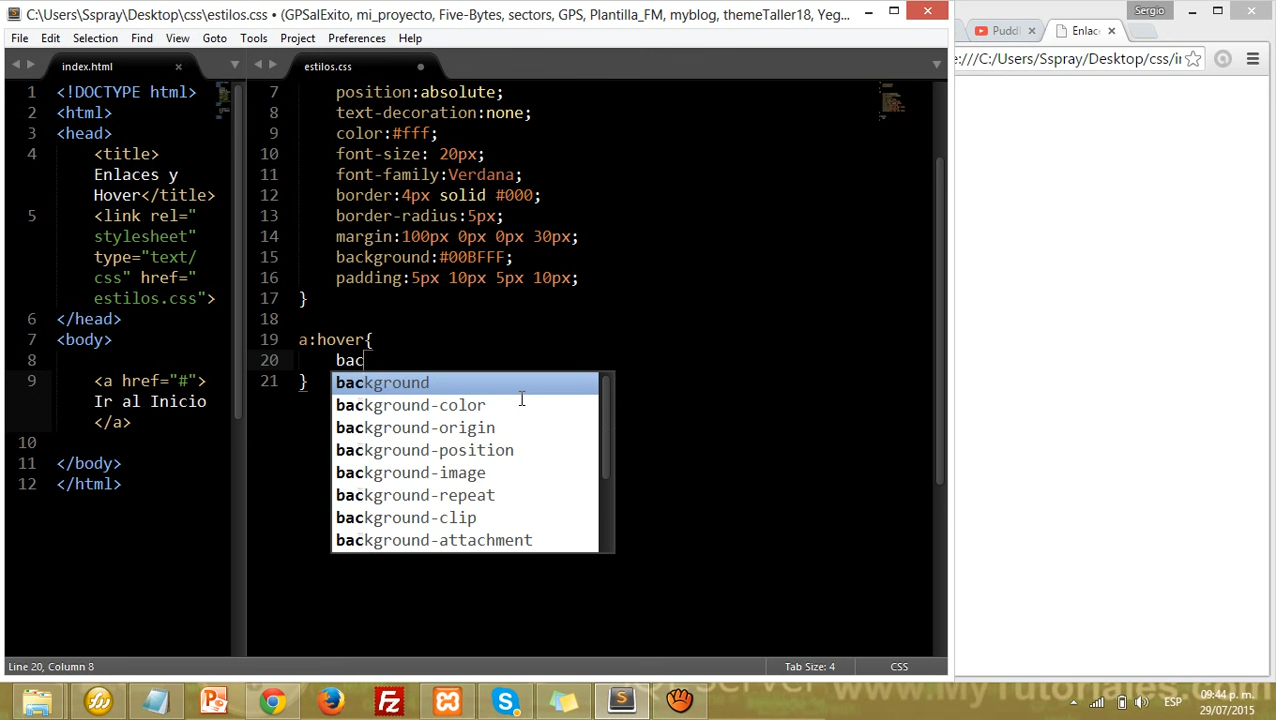 C:\Users\Sspray\Desktop\css\estilos.css • (GPSalExito, mi_proyecto, Five-Bytes, sectors, GPS, Plantilla_FM, myblog, themeTaller18, Yeg...
Sergio
File Edit Selection Find View Goto Tools Project Preferences Help
Puddl
Enlac
index.html
estilos.css
e:///C:/Users/Sspray/Desktop/css/in
1 <!DOCTYPE html>
2 <html>
3 <head>
4 <title>
Enlaces y
Hover</title>
5 <link rel="
stylesheet"
type="text/
css" href="
estilos.css">
6 </head>
7 <body>
8
9 <a href="#">
Ir al Inicio
</a>
10
11 </body>
12 </html>
7 position:absolute;
8 text-decoration:none;
9 color:#fff;
10 font-size: 20px;
11 font-family:Verdana;
12 border:4px solid #000;
13 border-radius:5px;
14 margin:100px 0px 0px 30px;
15 background:#00BFFF;
16 padding:5px 10px 5px 10px;
17 }
18
19 a:hover{
20 bac
21 }
background
background-color
background-origin
background-position
background-image
background-repeat
background-clip
background-attachment
Line 20, Column 8
Tab Size: 4
CSS
ESP
09:44 p.m.
29/07/2015